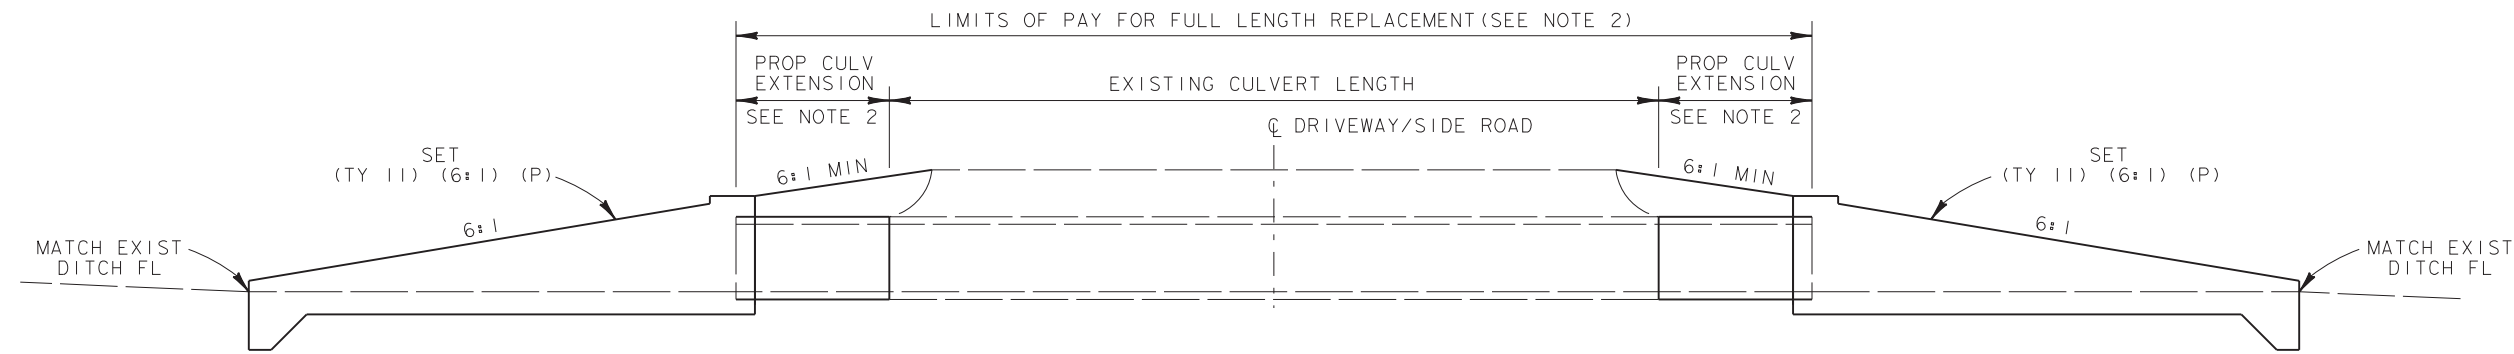 LIMITS OF PAY FOR FULL LENGTH REPLACEMENT(SEE NOTE 2)
PROP CULV
EXTENSION
SEE NOTE 2
EXISTING CULVERT LENGTH
PROP CULV
EXTENSION
SEE NOTE 2
℄ DRIVEWAY/SIDE ROAD
SET
(TY II) (6:1) (P)
6:1 MIN
6:1 MIN
SET
(TY II) (6:1) (P)
6:1
6:1
MATCH EXIST
DITCH FL
MATCH EXIST
DITCH FL